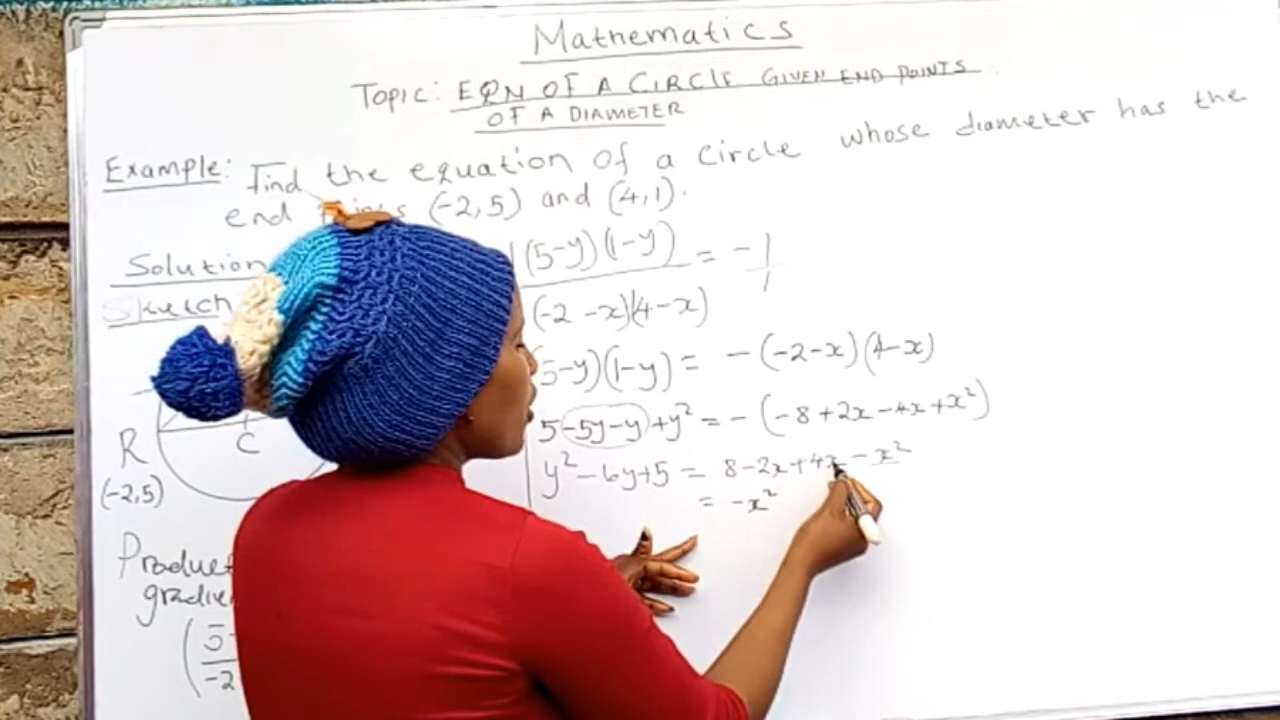 Mathematics
Topic: EQN OF A CIRCLE GIVEN END POINTS
OF A DIAMETER
Example: Find the equation of a circle whose diameter has the
end (-2,5) and (4,1).
Solution
Sketch
R
(-2,5)
C
Product
gradie
(5-y)(1-y) = -1
(-2-x)(4-x) 1
5-y)(1-y) = -(-2-x)(4-x)
5-5y-y+y² = -(-8+2x-4x+x²)
y²-6y+5 = 8-2x+4x-x²
= -x²
(5
-2